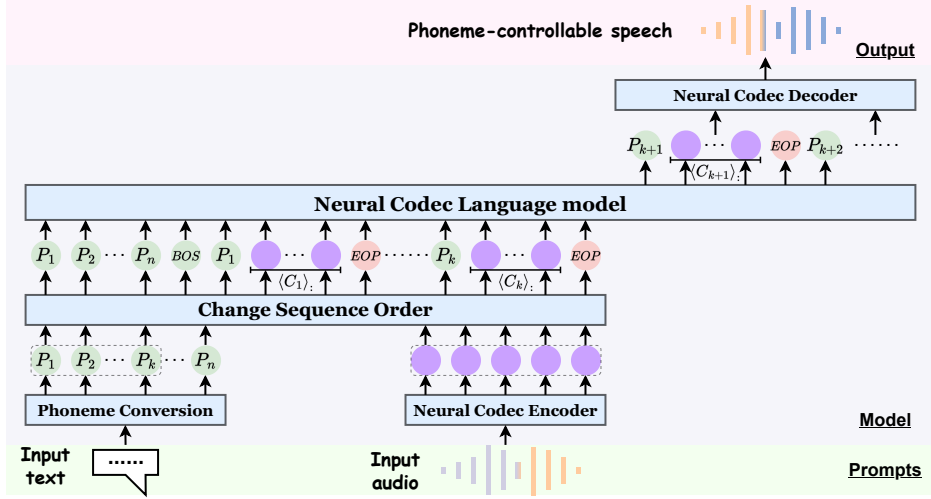 Phoneme-controllable speech
Output
Neural Codec Decoder
P_{k+1} ··· EOP P_{k+2} ······
⟨C_{k+1}⟩:
Neural Codec Language model
P_1 P_2 ··· P_n BOS P_1 ··· EOP ······ P_k ··· EOP
⟨C_1⟩: ⟨C_k⟩:
Change Sequence Order
P_1 P_2 ··· P_k ··· P_n
Phoneme Conversion Neural Codec Encoder
Model
Input
text
······
Input
audio
Prompts